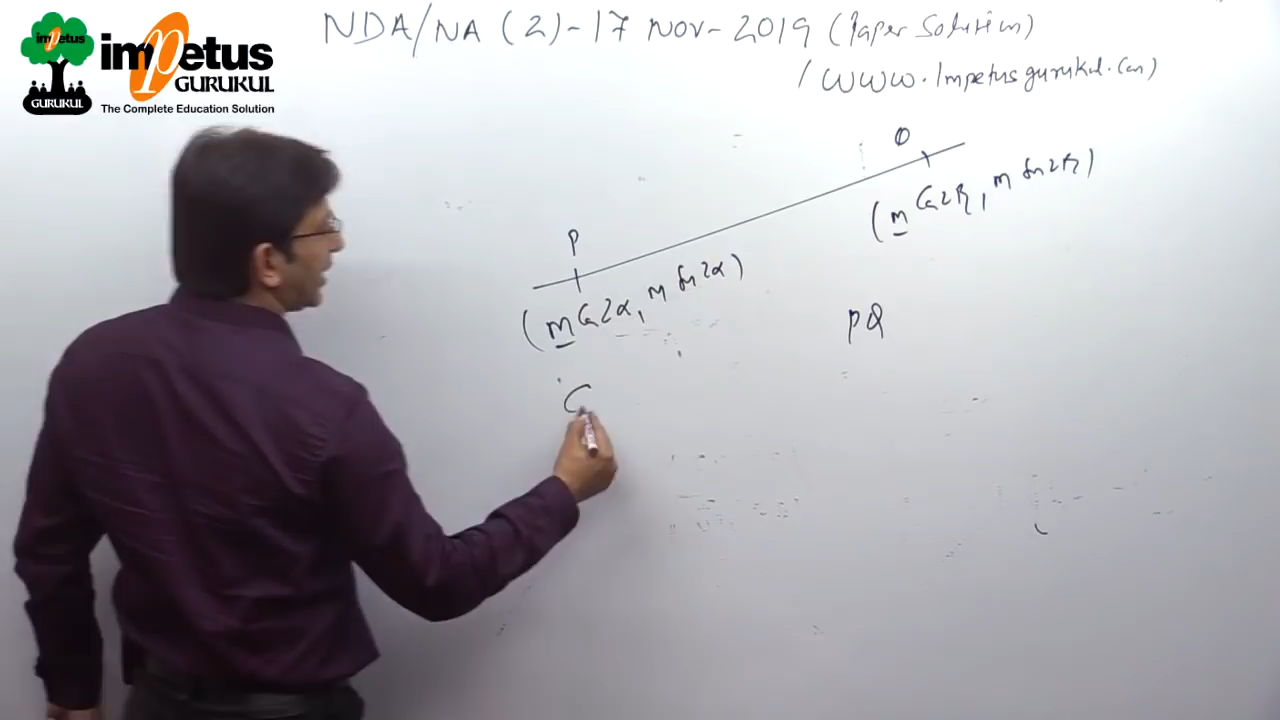 impetus
GURUKUL
impetus
GURUKUL
The Complete Education Solution
NDA/NA (2)-17 Nov-2019 (Paper Solution)
/ www.Impetusgurukul.com)
Q
P
(m Cos2β, m Sin2β)
(m Cos2α, m Sin2α)
PQ
C